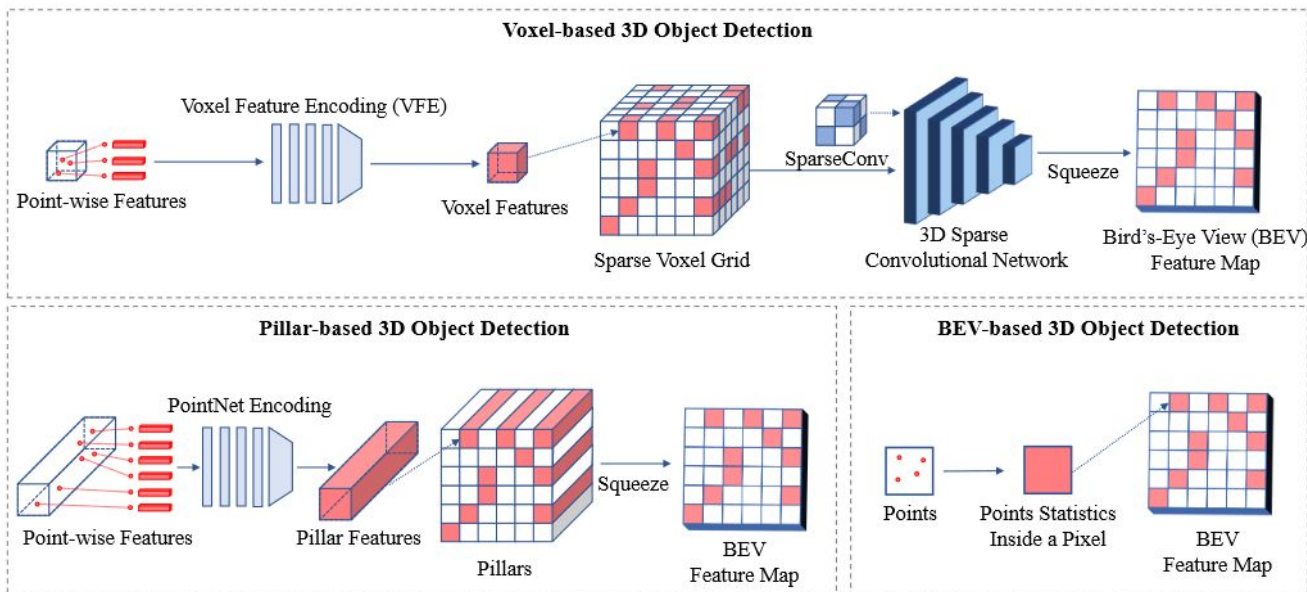 Voxel-based 3D Object Detection
Voxel Feature Encoding (VFE)
Point-wise Features
Voxel Features
Sparse Voxel Grid
SparseConv
3D Sparse
Convolutional Network
Squeeze
Bird's-Eye View (BEV)
Feature Map
Pillar-based 3D Object Detection
PointNet Encoding
Point-wise Features
Pillar Features
Pillars
Squeeze
BEV
Feature Map
BEV-based 3D Object Detection
Points
Points Statistics
Inside a Pixel
BEV
Feature Map